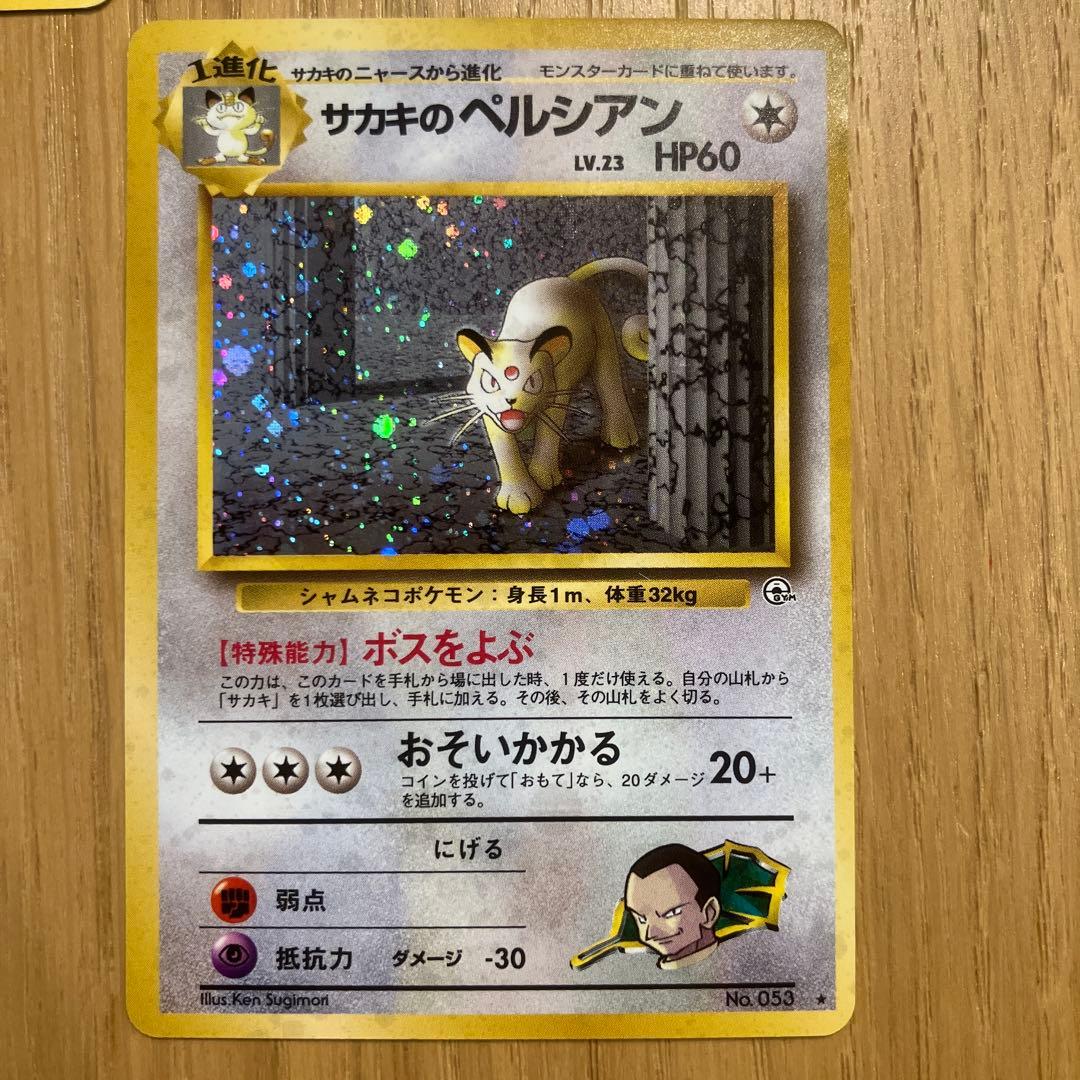 1進化 サカキのニャースから進化 モンスターカードに重ねて使います。
サカキのペルシアン
LV.23 HP60
シャムネコポケモン：身長1m、体重32kg
GYM
【特殊能力】ボスをよぶ
この力は、このカードを手札から場に出した時、1度だけ使える。自分の山札から
「サカキ」を1枚選び出し、手札に加える。その後、その山札をよく切る。
おそいかかる 20+
コインを投げて「おもて」なら、20ダメージ
を追加する。
にげる
弱点
抵抗力 ダメージ -30
Illus. Ken Sugimori No. 053 ★